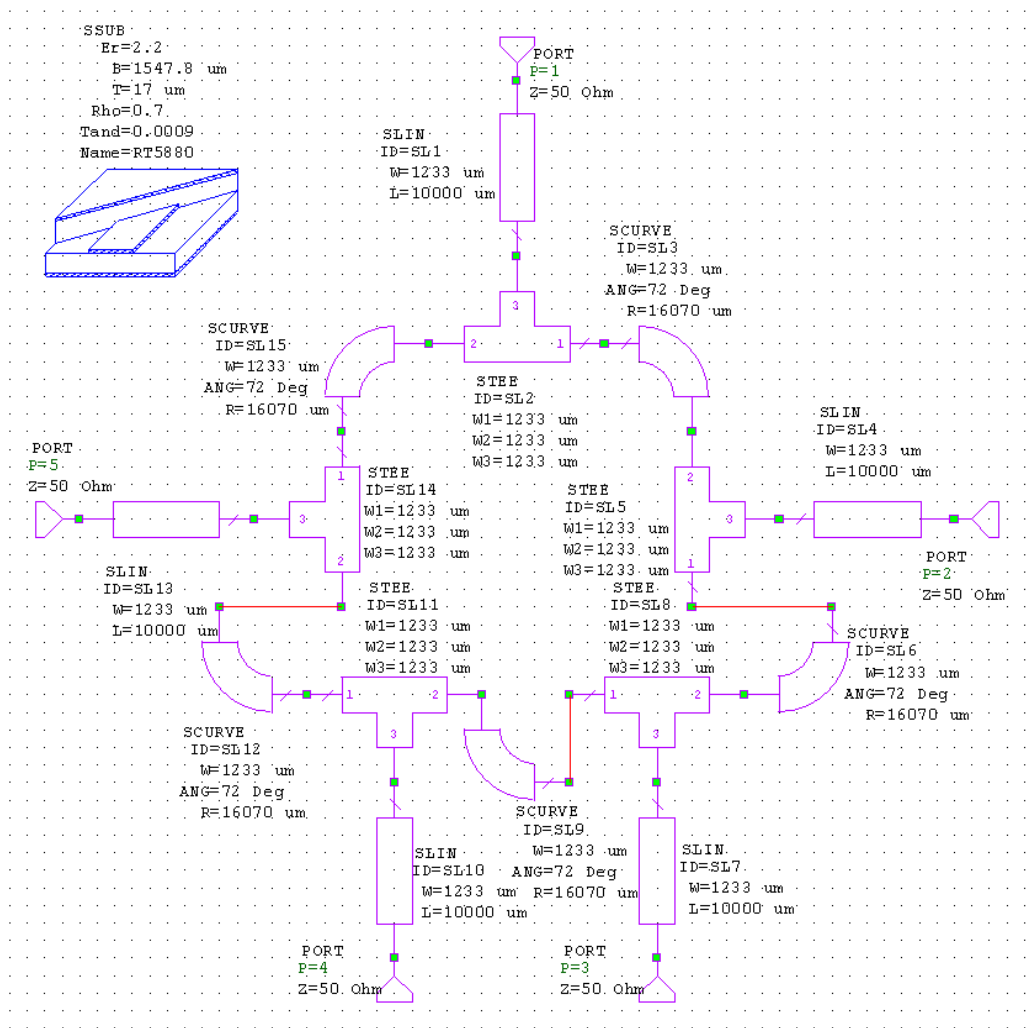 SSUB
Er=2.2
B=1547.8 um
T=17 um
Rho=0.7
Tand=0.0009
Name=RT5880
PORT
P=1
Z=50 Ohm
SLIN
ID=SL1
W=1233 um
L=10000 um
SCURVE
ID=SL3
W=1233 um
ANG=72 Deg
R=16070 um
3
2
1
SCURVE
ID=SL15
W=1233 um
ANG=72 Deg
R=16070 um
STEE
ID=SL2
W1=1233 um
W2=1233 um
W3=1233 um
SLIN
ID=SL4
W=1233 um
L=10000 um
PORT
P=5
Z=50 Ohm
1
3
2
STEE
ID=SL14
W1=1233 um
W2=1233 um
W3=1233 um
STEE
ID=SL5
W1=1233 um
W2=1233 um
W3=1233 um
2
3
1
PORT
P=2
Z=50 Ohm
SLIN
ID=SL13
W=1233 um
L=10000 um
STEE
ID=SL11
W1=1233 um
W2=1233 um
W3=1233 um
STEE
ID=SL8
W1=1233 um
W2=1233 um
W3=1233 um
SCURVE
ID=SL6
W=1233 um
ANG=72 Deg
R=16070 um
1
2
3
1
2
3
SCURVE
ID=SL12
W=1233 um
ANG=72 Deg
R=16070 um
SCURVE
ID=SL9
W=1233 um
ANG=72 Deg
R=16070 um
SLIN
ID=SL10
W=1233 um
L=10000 um
SLIN
ID=SL7
W=1233 um
L=10000 um
PORT
P=4
Z=50 Ohm
PORT
P=3
Z=50 Ohm